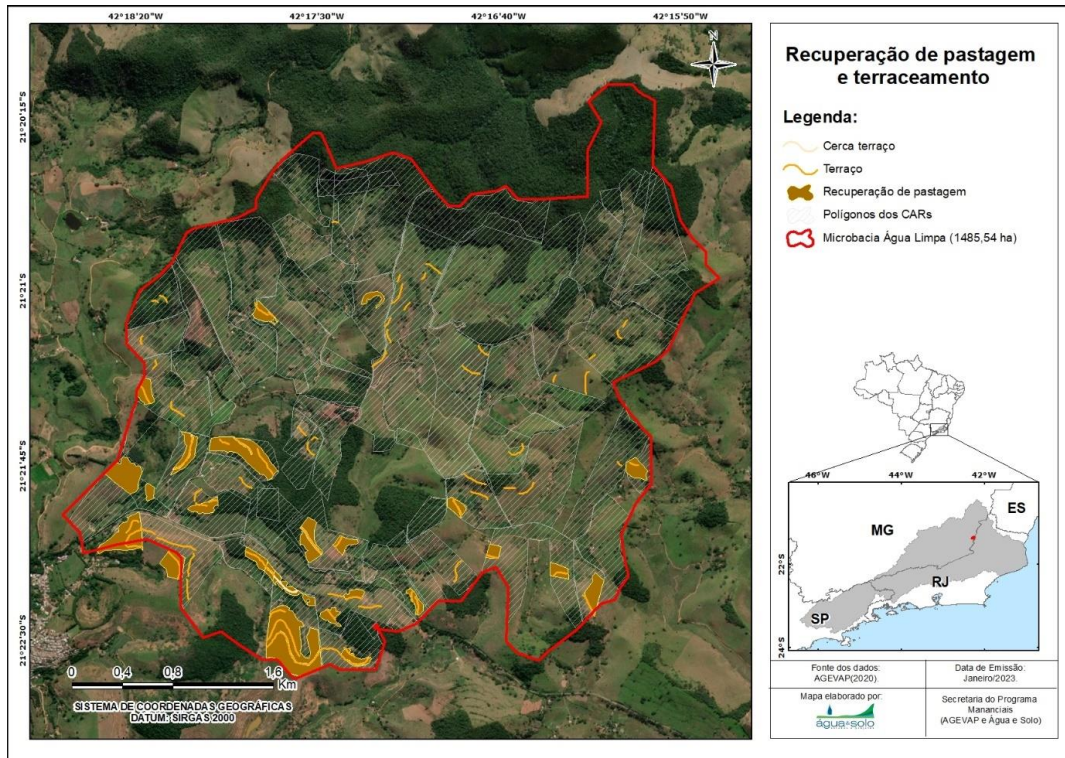 42°18'20"W
42°17'30"W
42°16'40"W
42°15'50"W
21°20'15"S
21°21'S
21°21'45"S
21°22'30"S
N
0 0,4 0,8 1,6
Km
SISTEMA DE COORDENADAS GEOGRÁFICAS
DATUM: SIRGAS 2000
Recuperação de pastagem
e terraceamento
Legenda:
Cerca terraço
Terraço
Recuperação de pastagem
Polígonos dos CARs
Microbacia Água Limpa (1485,54 ha)
46°W
44°W
42°W
ES
MG
22°S
RJ
SP
24°S
Fonte dos dados:
AGEVAP(2020).
Data de Emissão:
Janeiro/2023.
Mapa elaborado por:
água e solo
Secretaria do Programa
Mananciais
(AGEVAP e Água e Solo)